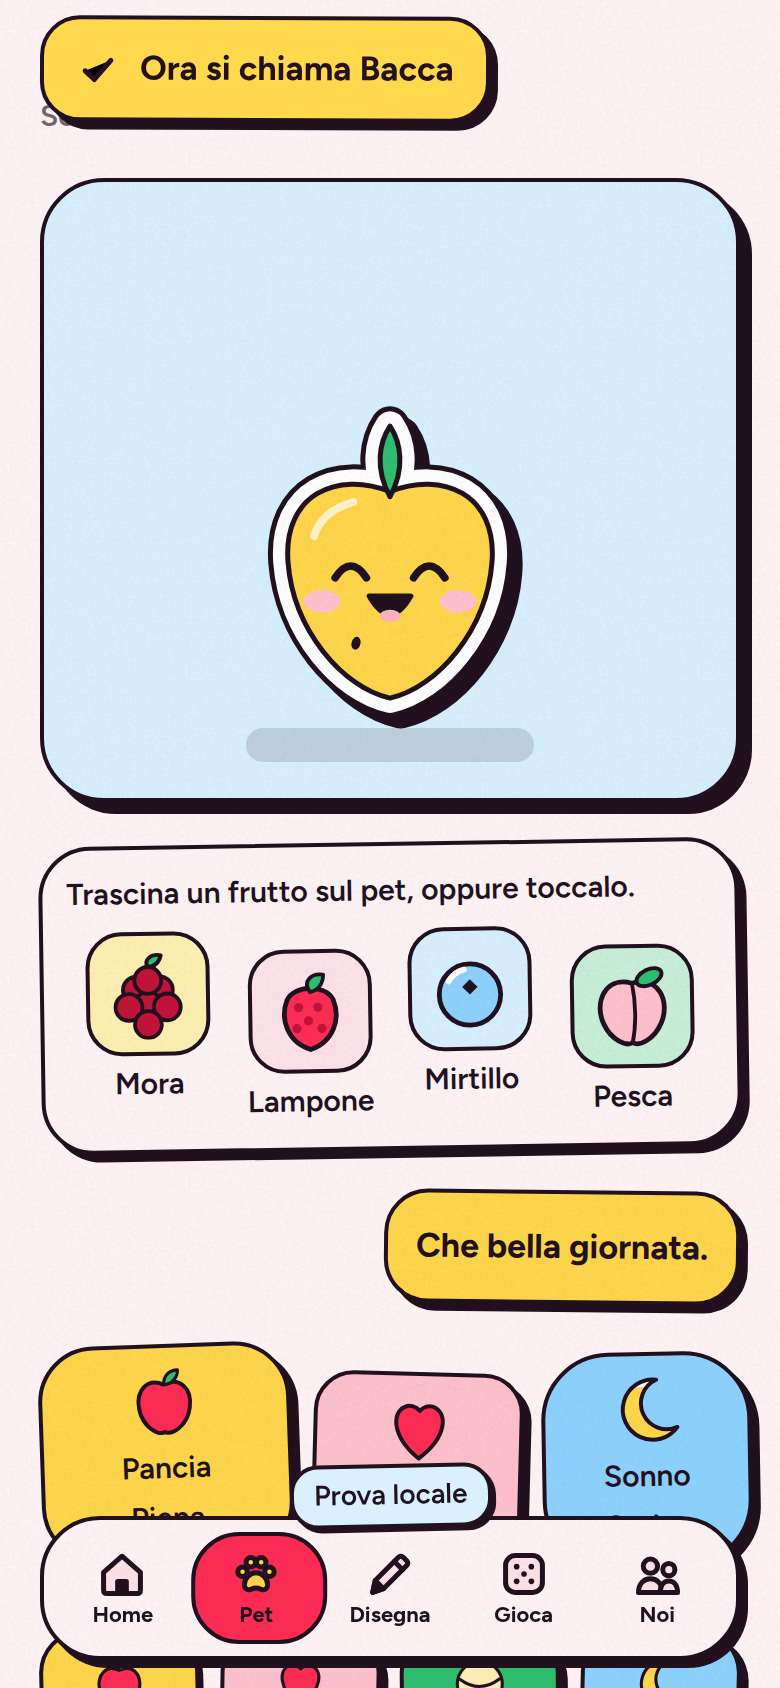 Ora si chiama Bacca
Trascina un frutto sul pet, oppure toccalo.
Mora
Lampone
Mirtillo
Pesca
Che bella giornata.
Pancia
Sonno
Prova locale
Home
Pet
Disegna
Gioca
Noi